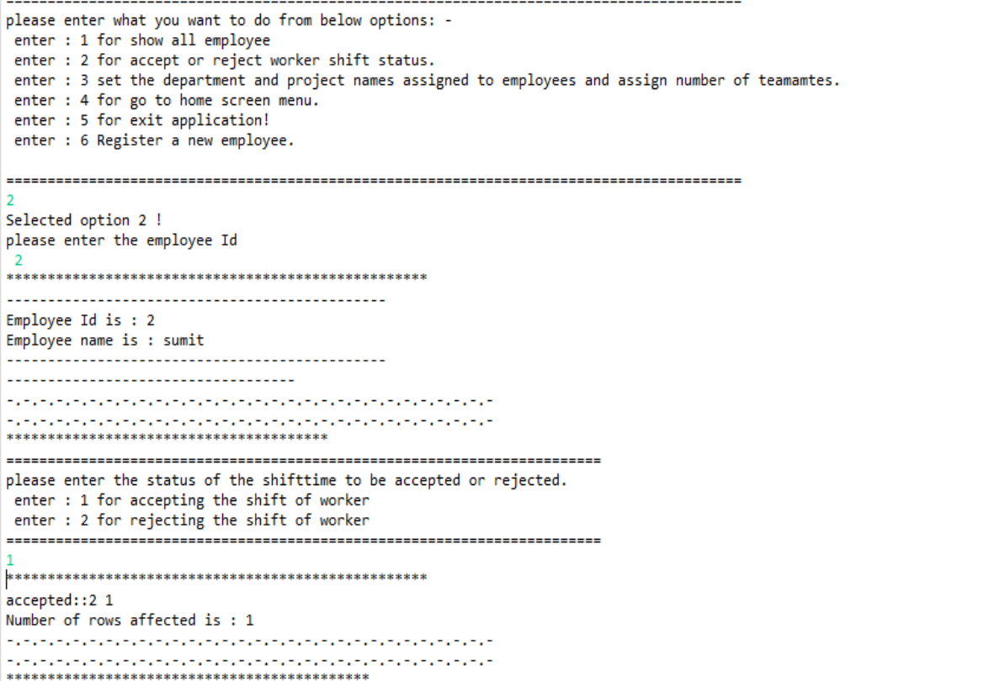 =========================================================================================
please enter what you want to do from below options: -
 enter : 1 for show all employee
 enter : 2 for accept or reject worker shift status.
 enter : 3 set the department and project names assigned to employees and assign number of teamamtes.
 enter : 4 for go to home screen menu.
 enter : 5 for exit application!
 enter : 6 Register a new employee.
=========================================================================================
2
Selected option 2 !
please enter the employee Id
 2
***************************************************
----------------------------------------------
Employee Id is : 2
Employee name is : sumit
----------------------------------------------
-----------------------------------
-.-.-.-.-.-.-.-.-.-.-.-.-.-.-.-.-.-.-.-.-.-.-.-.-.-.-.-.-.-
-.-.-.-.-.-.-.-.-.-.-.-.-.-.-.-.-.-.-.-.-.-.-.-.-.-.-.-.-.-
***************************************
========================================================================
please enter the status of the shifttime to be accepted or rejected.
 enter : 1 for accepting the shift of worker
 enter : 2 for rejecting the shift of worker
========================================================================
1
***************************************************
accepted::2 1
Number of rows affected is : 1
-.-.-.-.-.-.-.-.-.-.-.-.-.-.-.-.-.-.-.-.-.-.-.-.-.-.-.-.-.-
-.-.-.-.-.-.-.-.-.-.-.-.-.-.-.-.-.-.-.-.-.-.-.-.-.-.-.-.-.-
********************************************